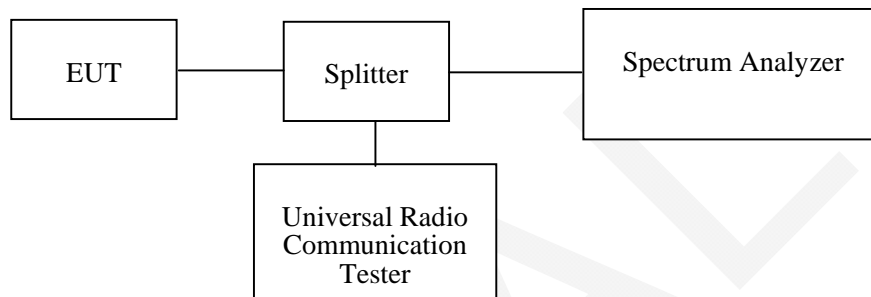 EUT
Splitter
Spectrum Analyzer
Universal Radio
Communication
Tester